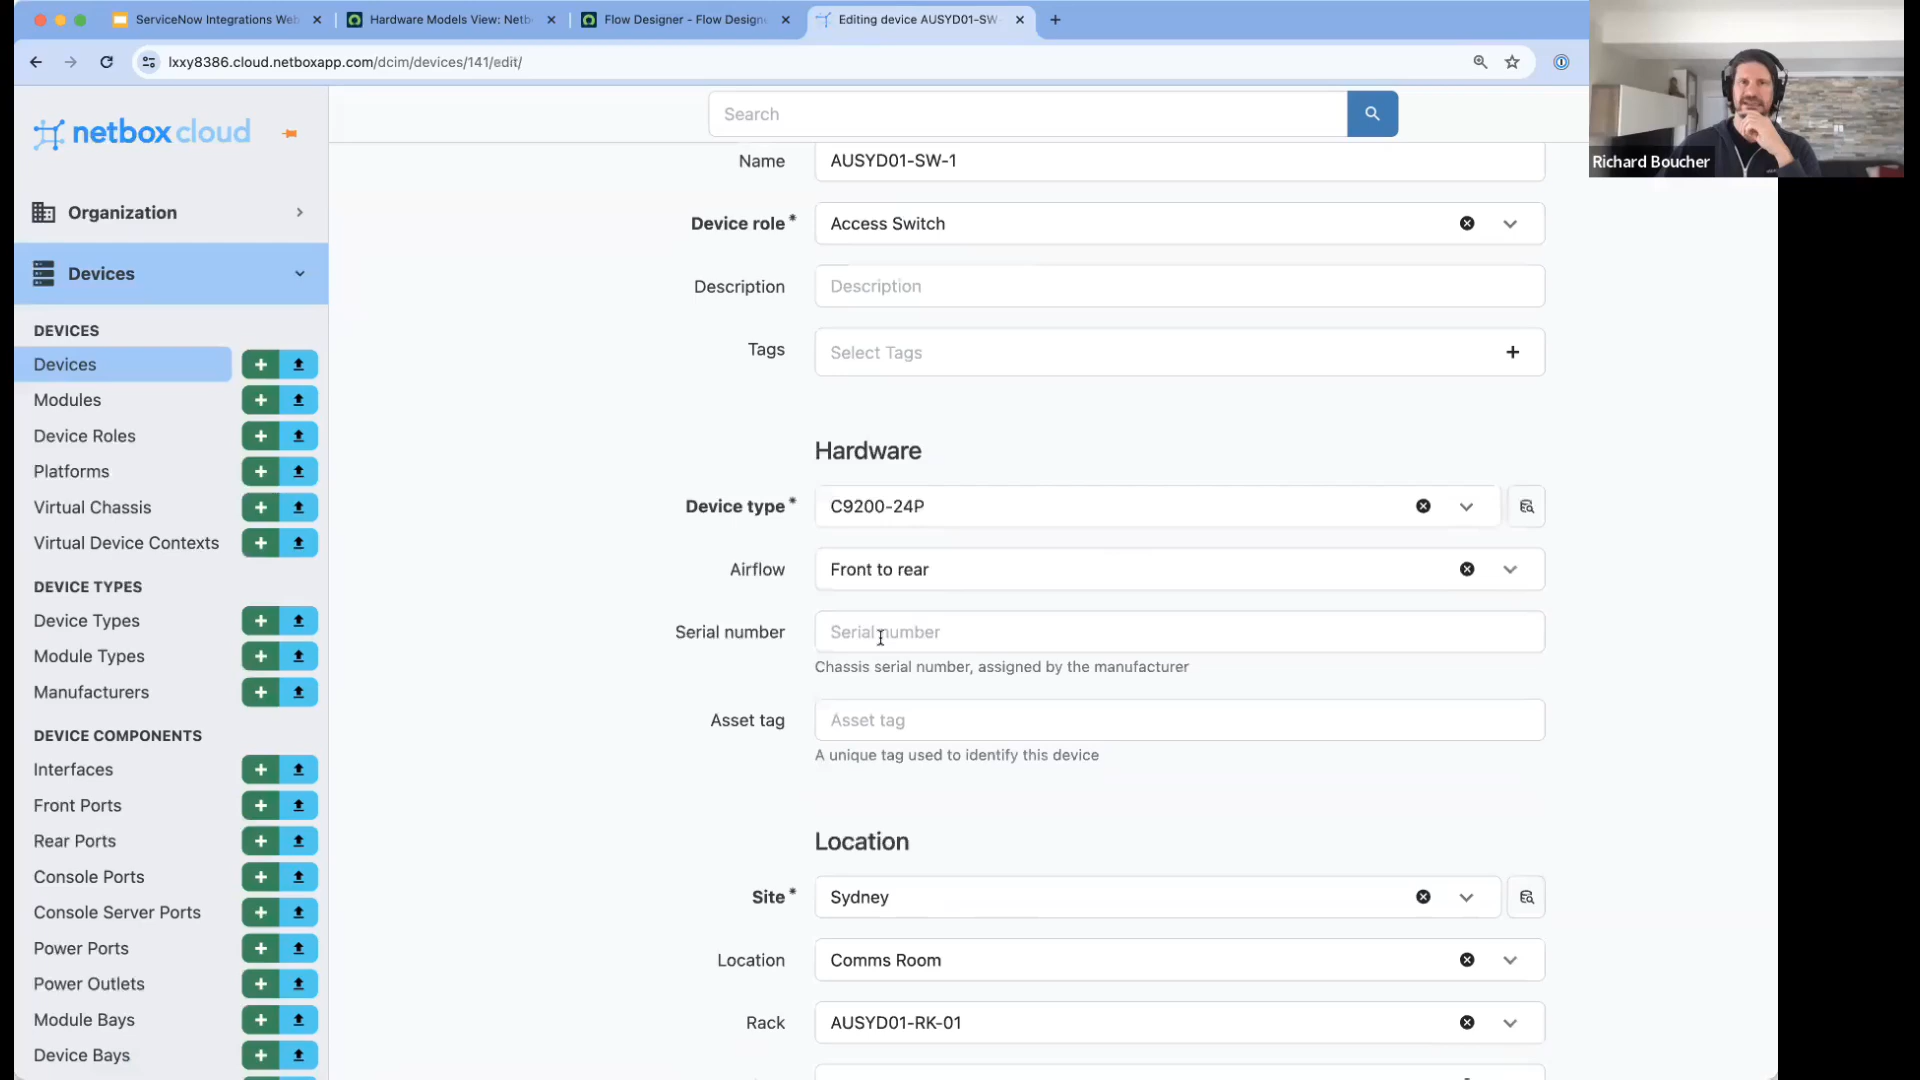 ServiceNow Integrations Web
Hardware Models View: Netb
Flow Designer - Flow Design
Editing device AUSYD01-SW-
lxxy8386.cloud.netboxapp.com/dcim/devices/141/edit/
Richard Boucher
netbox cloud
Search
Organization
Devices
DEVICES
Devices
Modules
Device Roles
Platforms
Virtual Chassis
Virtual Device Contexts
DEVICE TYPES
Device Types
Module Types
Manufacturers
DEVICE COMPONENTS
Interfaces
Front Ports
Rear Ports
Console Ports
Console Server Ports
Power Ports
Power Outlets
Module Bays
Device Bays
Name AUSYD01-SW-1
Device role * Access Switch
Description Description
Tags Select Tags
Hardware
Device type * C9200-24P
Airflow Front to rear
Serial number Serial number
Chassis serial number, assigned by the manufacturer
Asset tag Asset tag
A unique tag used to identify this device
Location
Site * Sydney
Location Comms Room
Rack AUSYD01-RK-01